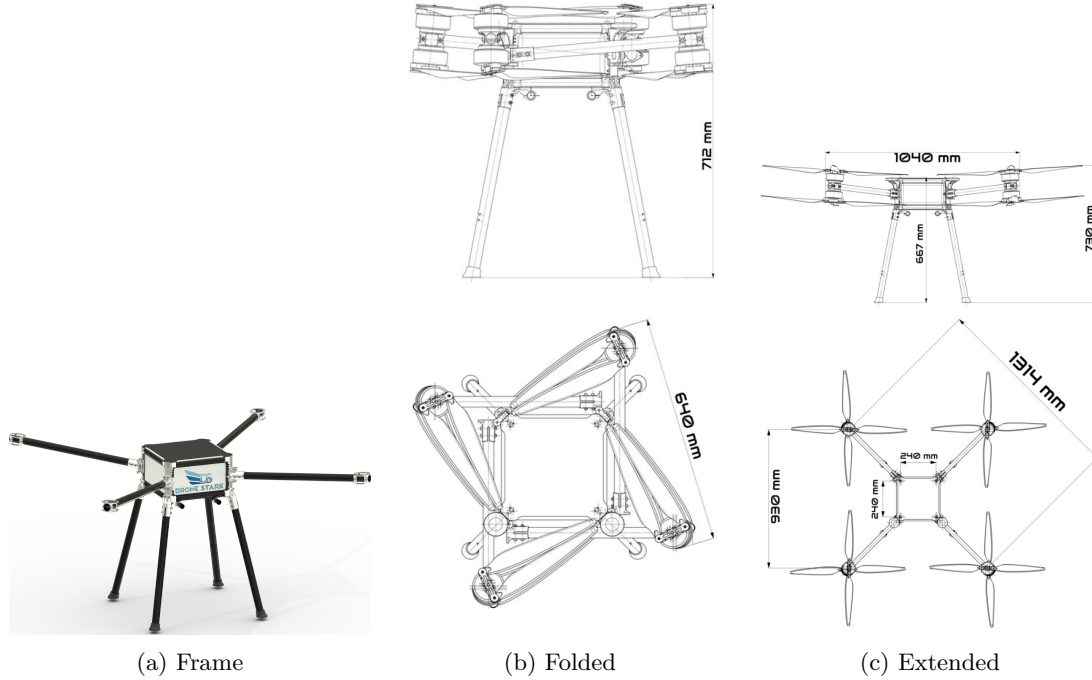 712 mm
1040 mm
667 mm
730 mm
DRONE STARK
640 mm
1314 mm
240 mm
240 mm
930 mm
(a) Frame
(b) Folded
(c) Extended